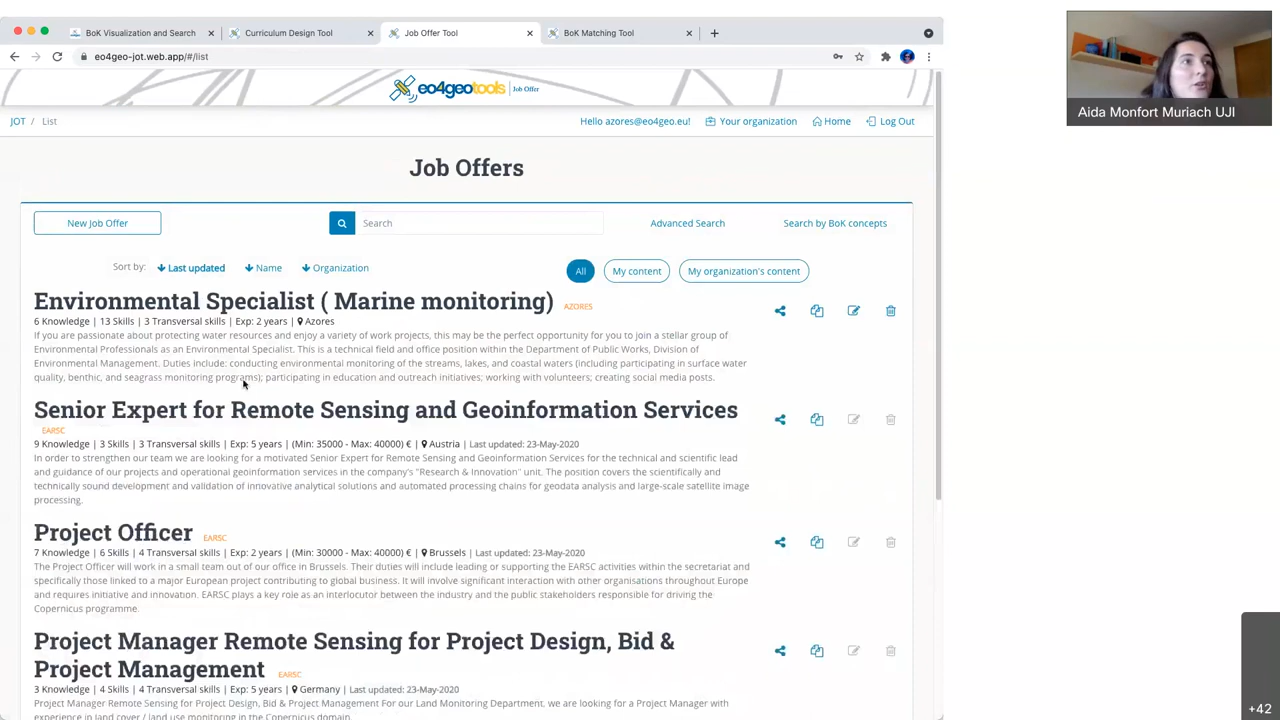 BoK Visualization and Search
Curriculum Design Tool
Job Offer Tool
BoK Matching Tool
eo4geo-jot.web.app/#/list
eo4geotools Job Offer
JOT / List
Hello azores@eo4geo.eu! Your organization Home Log Out
Job Offers
New Job Offer
Search
Advanced Search
Search by BoK concepts
Sort by: Last updated Name Organization
All My content My organization's content
Environmental Specialist ( Marine monitoring) AZORES
6 Knowledge | 13 Skills | 3 Transversal skills | Exp: 2 years | Azores
If you are passionate about protecting water resources and enjoy a variety of work projects, this may be the perfect opportunity for you to join a stellar group of
Environmental Professionals as an Environmental Specialist. This is a technical field and office position within the Department of Public Works, Division of
Environmental Management. Duties include: conducting environmental monitoring of the streams, lakes, and coastal waters (including participating in surface water
quality, benthic, and seagrass monitoring programs); participating in education and outreach initiatives; working with volunteers; creating social media posts.
Senior Expert for Remote Sensing and Geoinformation Services
EARSC
9 Knowledge | 3 Skills | 3 Transversal skills | Exp: 5 years | (Min: 35000 - Max: 40000) € | Austria | Last updated: 23-May-2020
In order to strengthen our team we are looking for a motivated Senior Expert for Remote Sensing and Geoinformation Services for the technical and scientific lead
and guidance of our projects and operational geoinformation services in the company's "Research & Innovation" unit. The position covers the scientifically and
technically sound development and validation of innovative analytical solutions and automated processing chains for geodata analysis and large-scale satellite image
processing.
Project Officer EARSC
7 Knowledge | 6 Skills | 4 Transversal skills | Exp: 2 years | (Min: 30000 - Max: 40000) € | Brussels | Last updated: 23-May-2020
The Project Officer will work in a small team out of our office in Brussels. Their duties will include leading or supporting the EARSC activities within the secretariat and
specifically those linked to a major European project contributing to global business. It will involve significant interaction with other organisations throughout Europe
and requires initiative and innovation. EARSC plays a key role as an interlocutor between the industry and the public stakeholders responsible for driving the
Copernicus programme.
Project Manager Remote Sensing for Project Design, Bid &
Project Management EARSC
3 Knowledge | 4 Skills | 4 Transversal skills | Exp: 5 years | Germany | Last updated: 23-May-2020
Project Manager Remote Sensing for Project Design, Bid & Project Management For our Land Monitoring Department, we are looking for a Project Manager with
experience in land cover / land use monitoring in the Copernicus domain.
Aida Monfort Muriach UJI
+42